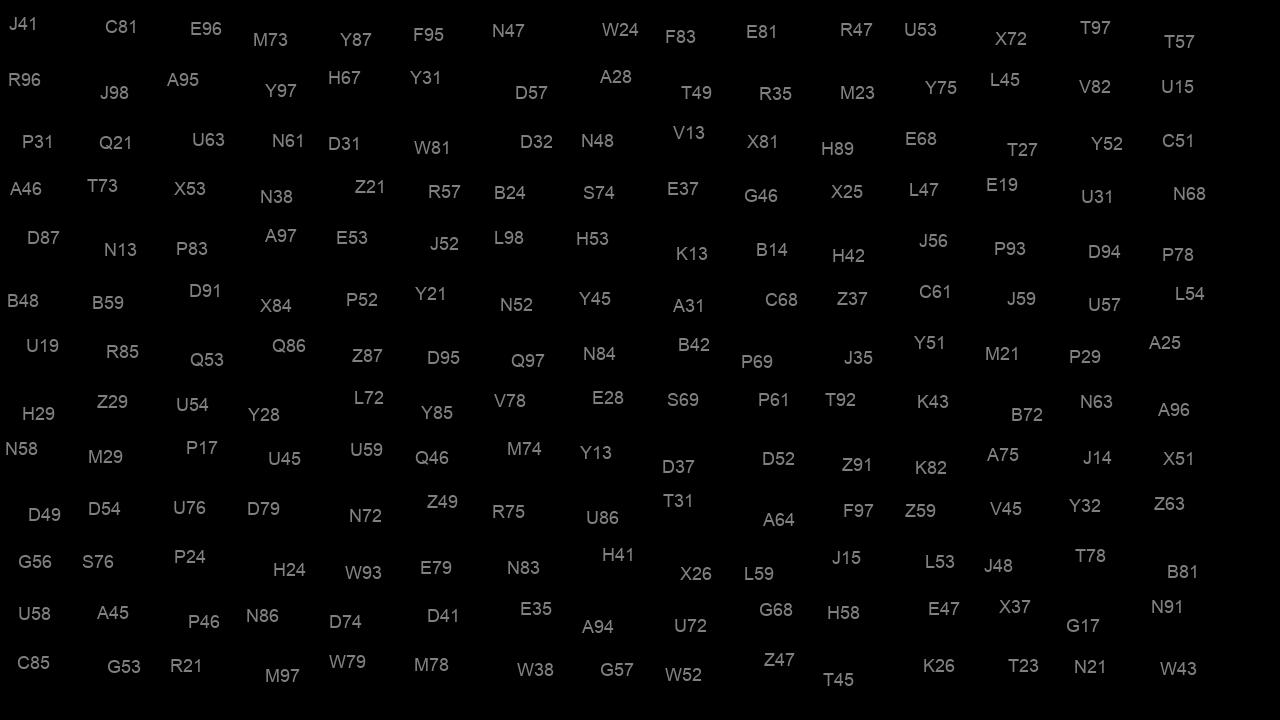 J41 C81 E96 M73 Y87 F95 N47 W24 F83 E81 R47 U53 X72 T97 T57
R96 J98 A95 Y97 H67 Y31 D57 A28 T49 R35 M23 Y75 L45 V82 U15
P31 Q21 U63 N61 D31 W81 D32 N48 V13 X81 H89 E68 T27 Y52 C51
A46 T73 X53 N38 Z21 R57 B24 S74 E37 G46 X25 L47 E19 U31 N68
D87 N13 P83 A97 E53 J52 L98 H53 K13 B14 H42 J56 P93 D94 P78
B48 B59 D91 X84 P52 Y21 N52 Y45 A31 C68 Z37 C61 J59 U57 L54
U19 R85 Q53 Q86 Z87 D95 Q97 N84 B42 P69 J35 Y51 M21 P29 A25
H29 Z29 U54 Y28 L72 Y85 V78 E28 S69 P61 T92 K43 B72 N63 A96
N58 M29 P17 U45 U59 Q46 M74 Y13 D37 D52 Z91 K82 A75 J14 X51
D49 D54 U76 D79 N72 Z49 R75 U86 T31 A64 F97 Z59 V45 Y32 Z63
G56 S76 P24 H24 W93 E79 N83 H41 X26 L59 J15 L53 J48 T78 B81
U58 A45 P46 N86 D74 D41 E35 A94 U72 G68 H58 E47 X37 G17 N91
C85 G53 R21 M97 W79 M78 W38 G57 W52 Z47 T45 K26 T23 N21 W43